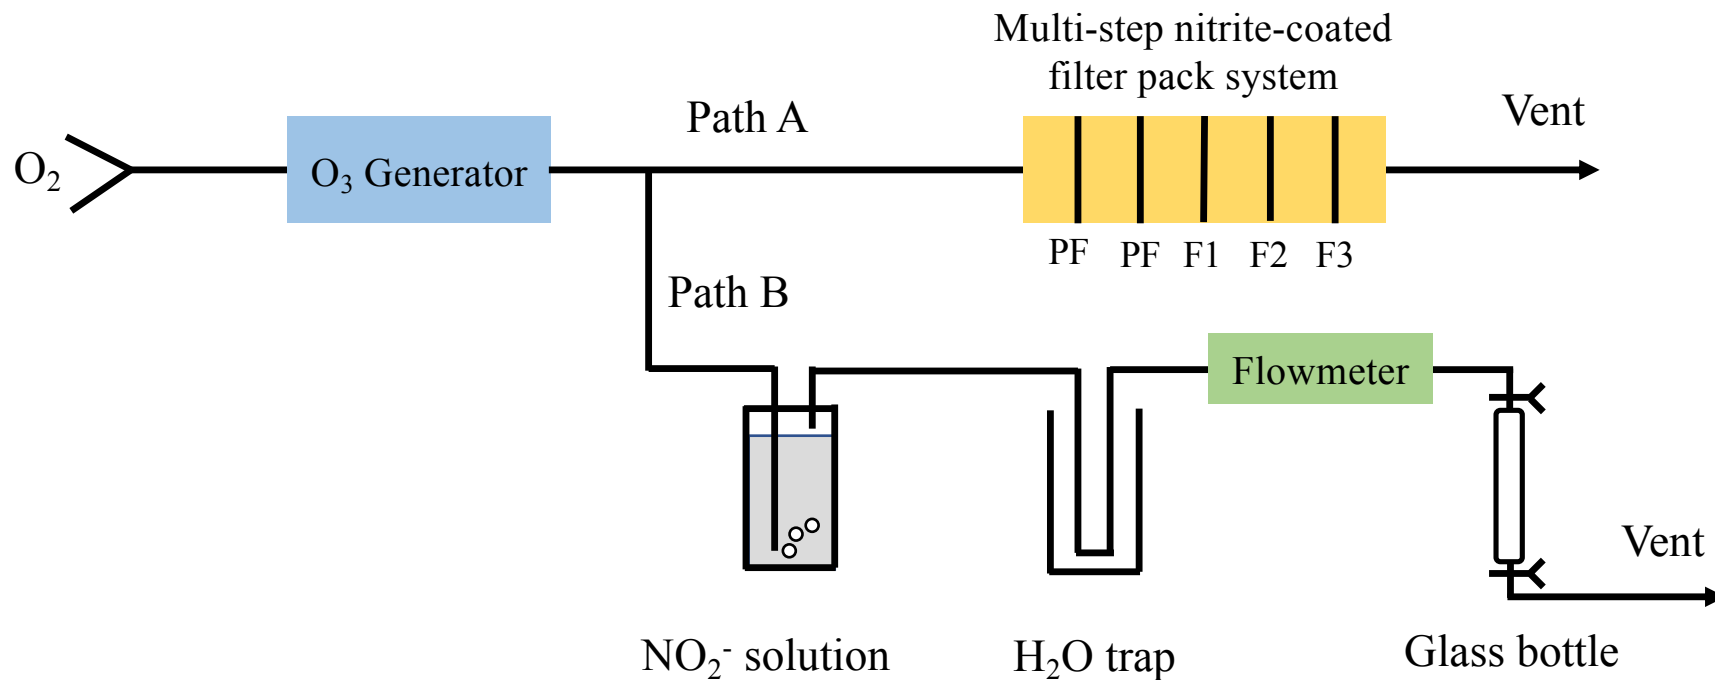 Multi-step nitrite-coated
filter pack system
Path A
Vent
O₂
O₃ Generator
PF PF F1 F2 F3
Path B
Flowmeter
Vent
NO₂⁻ solution
H₂O trap
Glass bottle